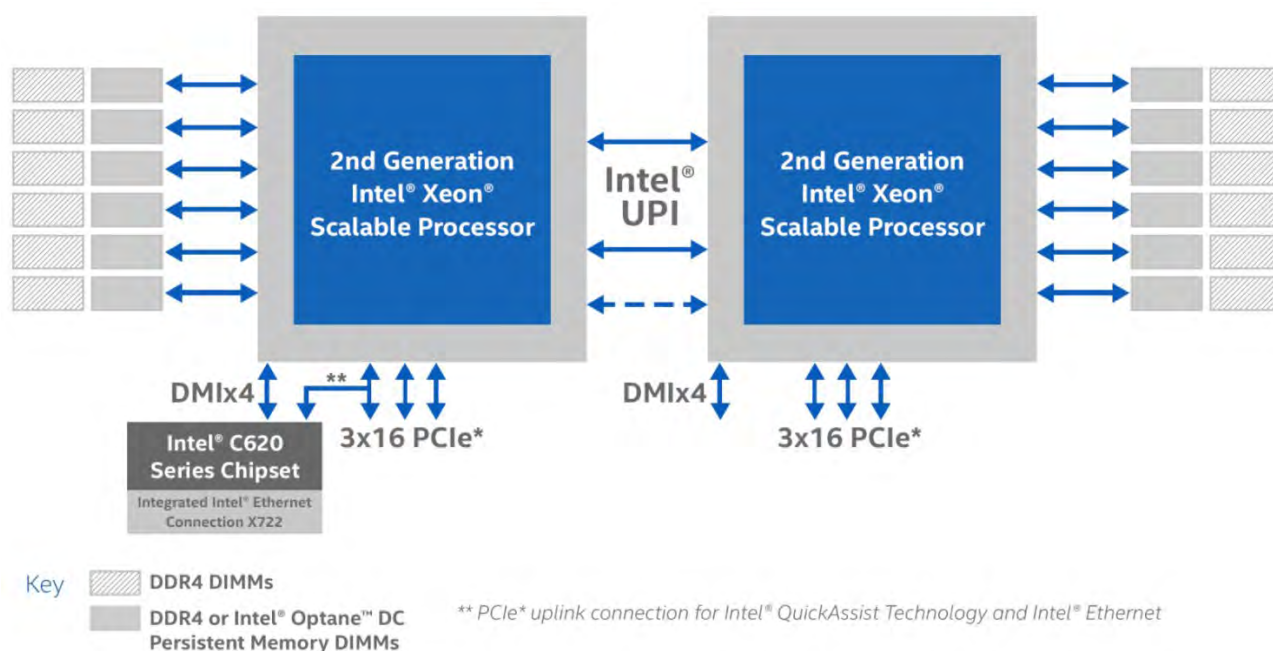 2nd Generation
Intel® Xeon®
Scalable Processor
Intel®
UPI
2nd Generation
Intel® Xeon®
Scalable Processor
DMIx4
**
3x16 PCIe*
DMIx4
3x16 PCIe*
Intel® C620
Series Chipset
Integrated Intel® Ethernet
Connection X722
Key
DDR4 DIMMs
DDR4 or Intel® Optane™ DC
Persistent Memory DIMMs
** PCIe* uplink connection for Intel® QuickAssist Technology and Intel® Ethernet